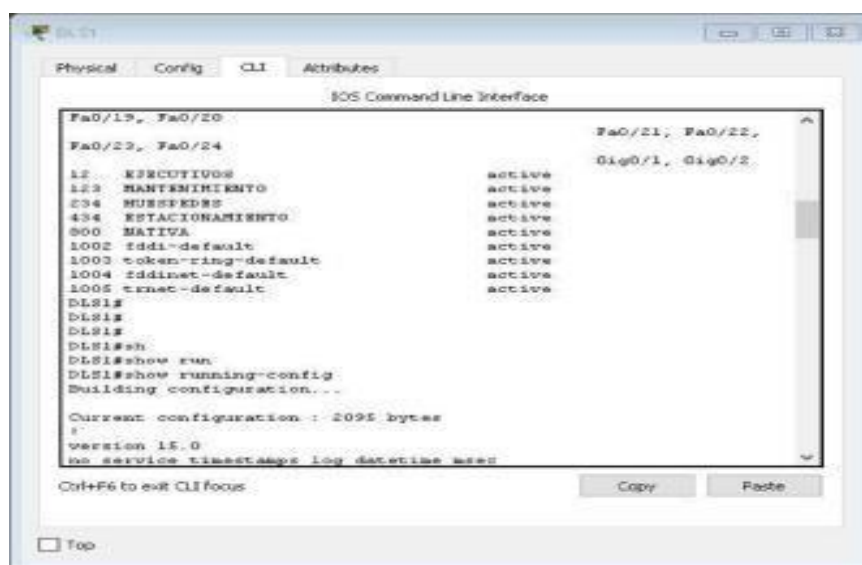 DLS1
Physical Config CLI Attributes
IOS Command Line Interface
Fa0/19, Fa0/20
Fa0/21, Fa0/22,
Fa0/23, Fa0/24
Gig0/1, Gig0/2
12 EJECUTIVOS active
123 MANTENIMIENTO active
234 HUESPEDES active
434 ESTACIONAMIENTO active
800 NATIVA active
1002 fddi-default active
1003 token-ring-default active
1004 fddinet-default active
1005 trnet-default active
DLS1#
DLS1#
DLS1#
DLS1#sh
DLS1#show run
DLS1#show running-config
Building configuration...
Current configuration : 2095 bytes
!
version 15.0
no service timestamps log datetime msec
Ctrl+F6 to exit CLI focus
Copy Paste
Top